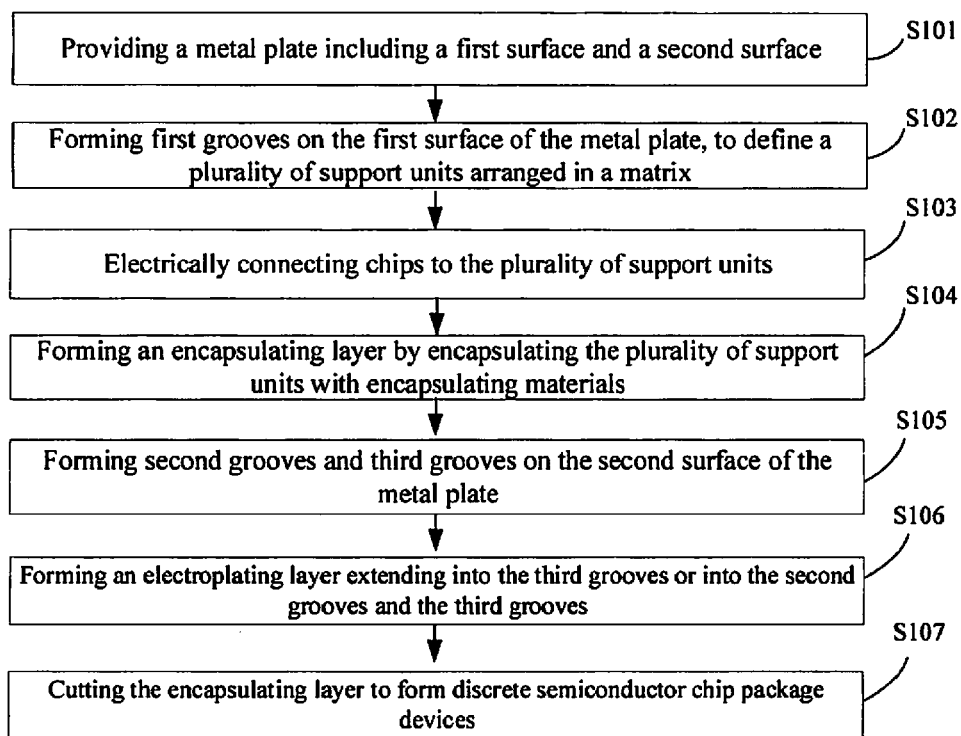 S101
Providing a metal plate including a first surface and a second surface
S102
Forming first grooves on the first surface of the metal plate, to define a
plurality of support units arranged in a matrix
S103
Electrically connecting chips to the plurality of support units
S104
Forming an encapsulating layer by encapsulating the plurality of support
units with encapsulating materials
S105
Forming second grooves and third grooves on the second surface of the
metal plate
S106
Forming an electroplating layer extending into the third grooves or into the second
grooves and the third grooves
S107
Cutting the encapsulating layer to form discrete semiconductor chip package
devices